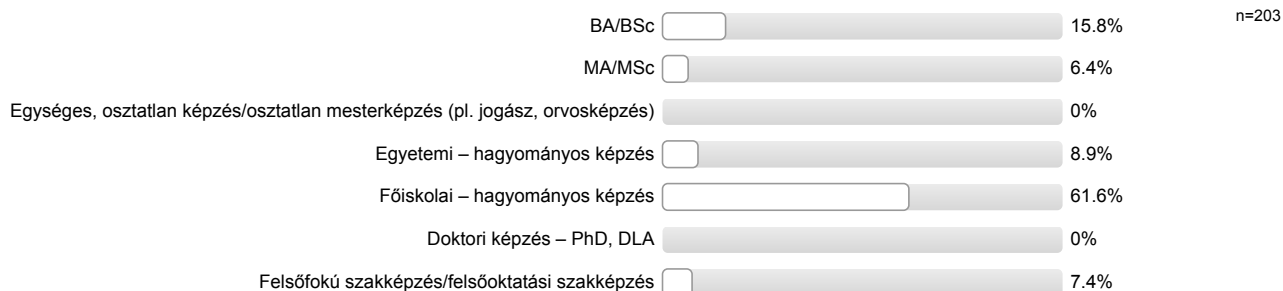 n=203
BA/BSc 15.8%
MA/MSc 6.4%
Egységes, osztatlan képzés/osztatlan mesterképzés (pl. jogász, orvosképzés) 0%
Egyetemi – hagyományos képzés 8.9%
Főiskolai – hagyományos képzés 61.6%
Doktori képzés – PhD, DLA 0%
Felsőfokú szakképzés/felsőoktatási szakképzés 7.4%